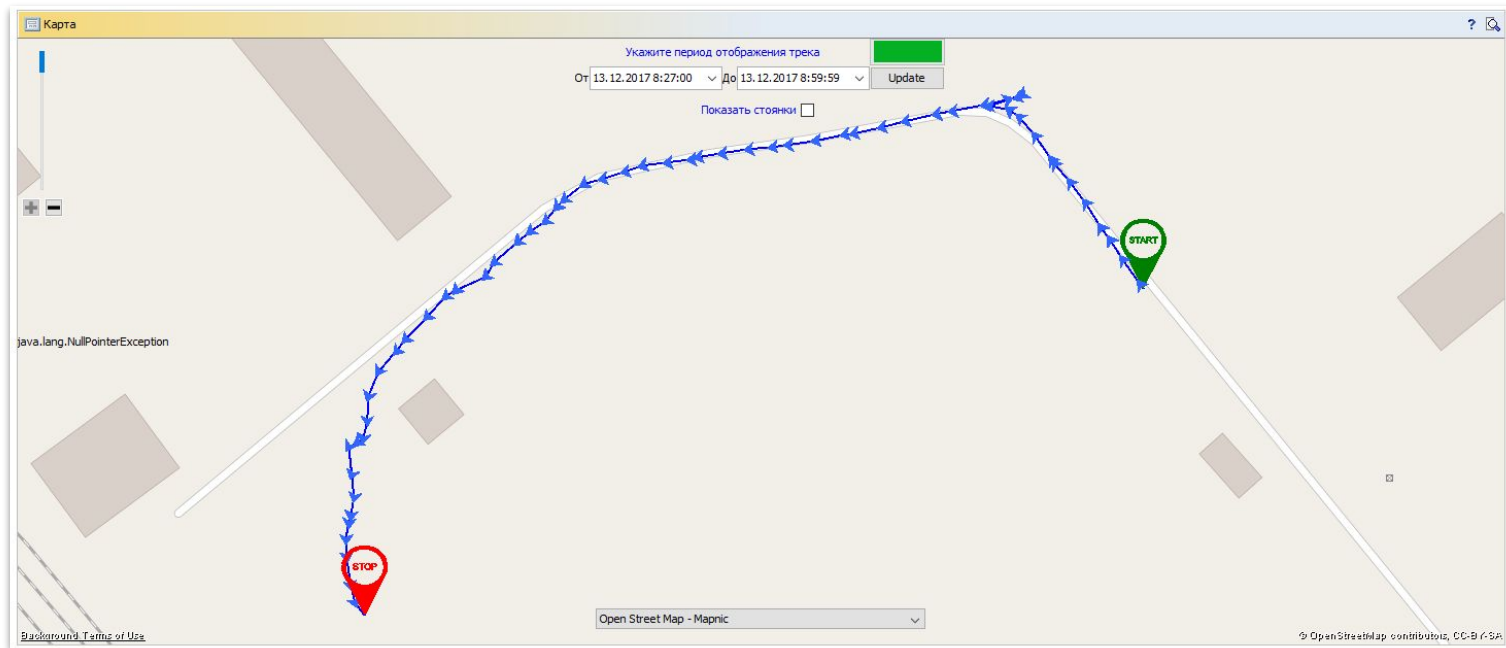 Карта
?
Укажите период отображения трека
От 13.12.2017 8:27:00 До 13.12.2017 8:59:59 Update
Показать стоянки
START
java.lang.NullPointerException
STOP
Open Street Map - Mapnic
Background Terms of Use
© OpenStreetMap contributors, CC-BY-SA